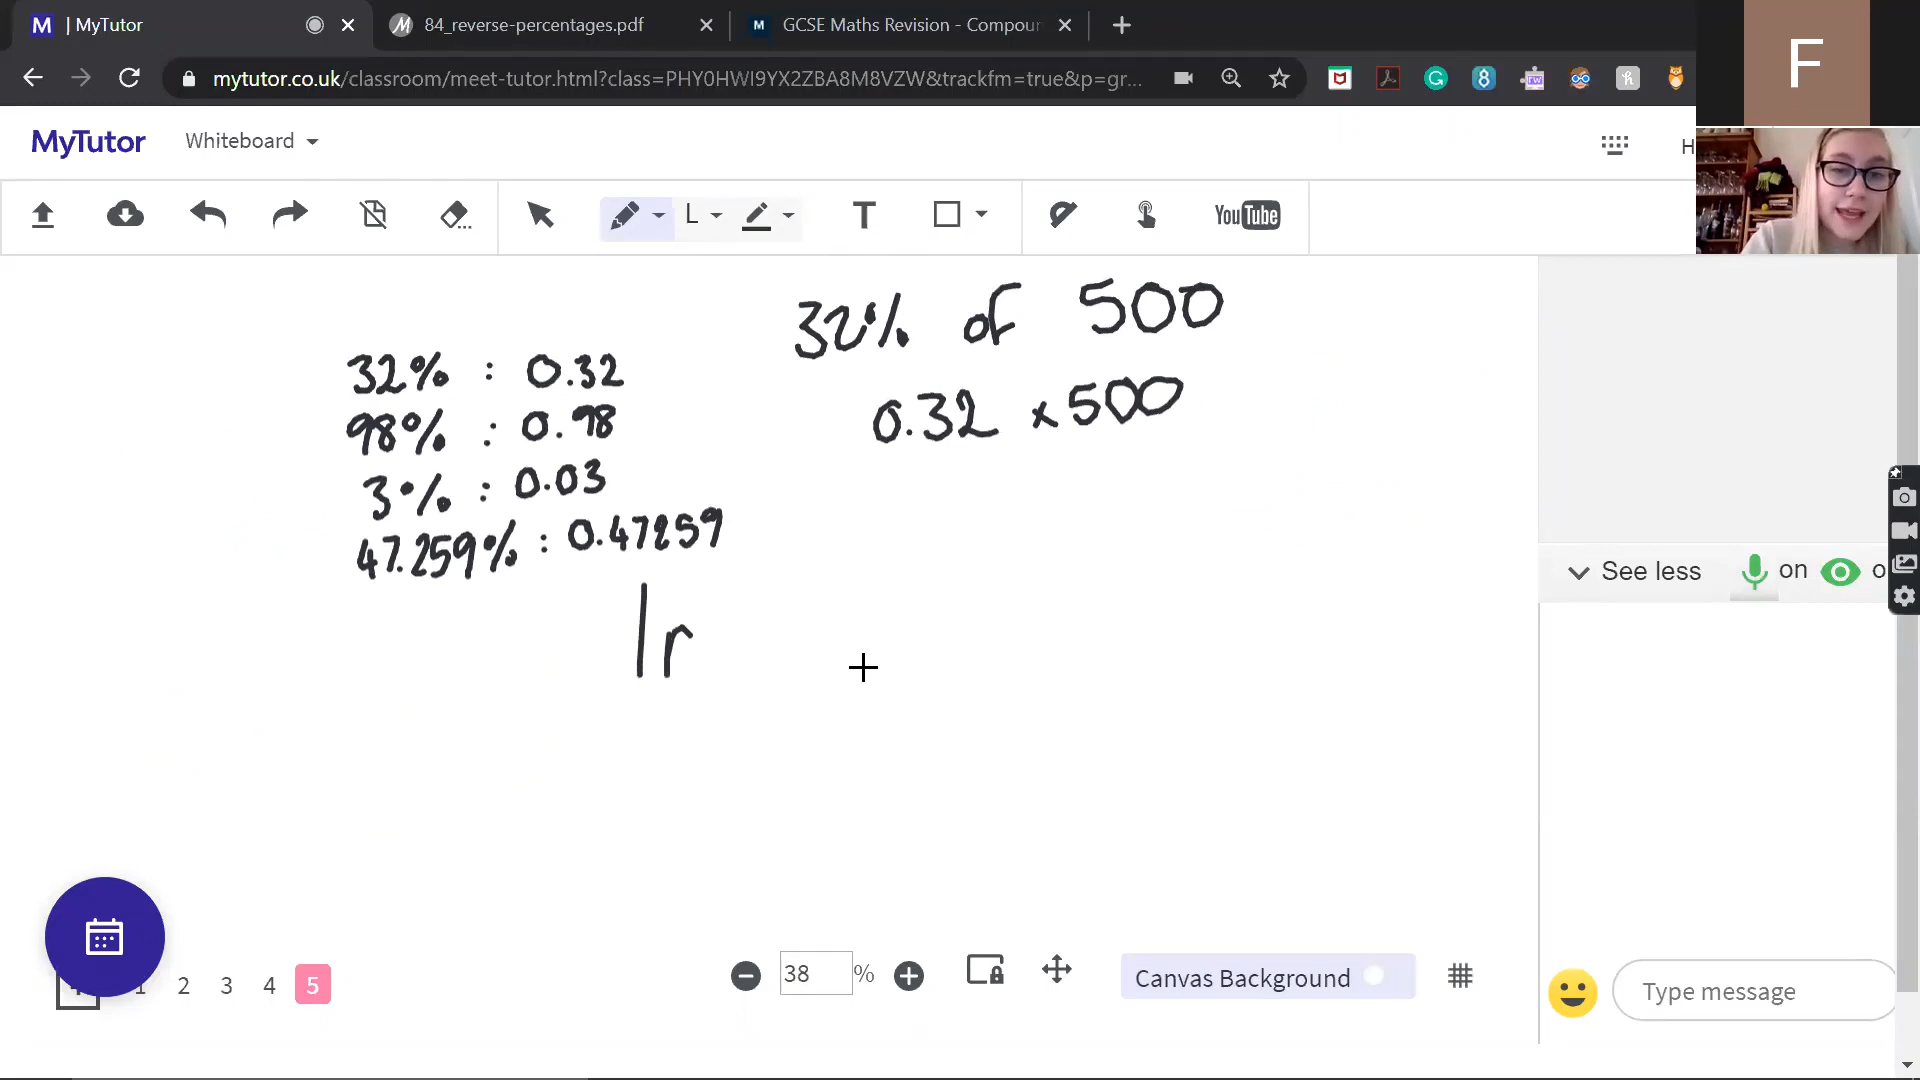 | MyTutor
84_reverse-percentages.pdf
GCSE Maths Revision - Compour
mytutor.co.uk/classroom/meet-tutor.html?class=PHY0HWI9YX2ZBA8M8VZW&trackfm=true&p=gr...
F
MyTutor
Whiteboard
H
L
T
YouTube
32% of 500
0.32 x 500
32% : 0.32
98% : 0.98
3% : 0.03
47.259% : 0.47259
Ir
See less
on
o
1 2 3 4 5
38 %
Canvas Background
Type message